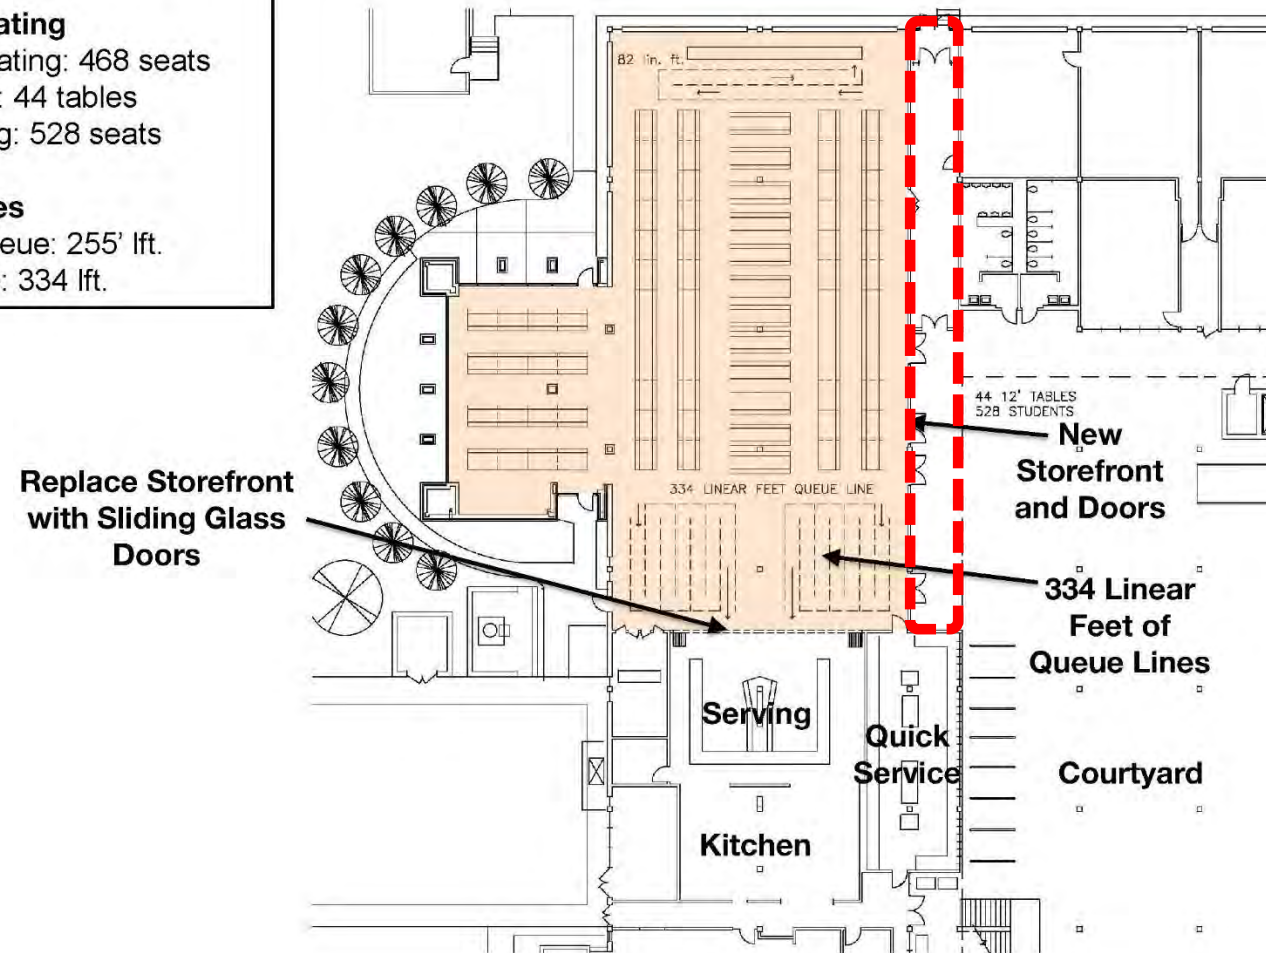 ating
ating: 468 seats
: 44 tables
g: 528 seats
es
eue: 255' lft.
: 334 lft.
82 lin. ft.
44 12' TABLES
528 STUDENTS
New
Storefront
and Doors
Replace Storefront
with Sliding Glass
Doors
334 LINEAR FEET QUEUE LINE
334 Linear
Feet of
Queue Lines
Serving
Quick
Service
Courtyard
Kitchen